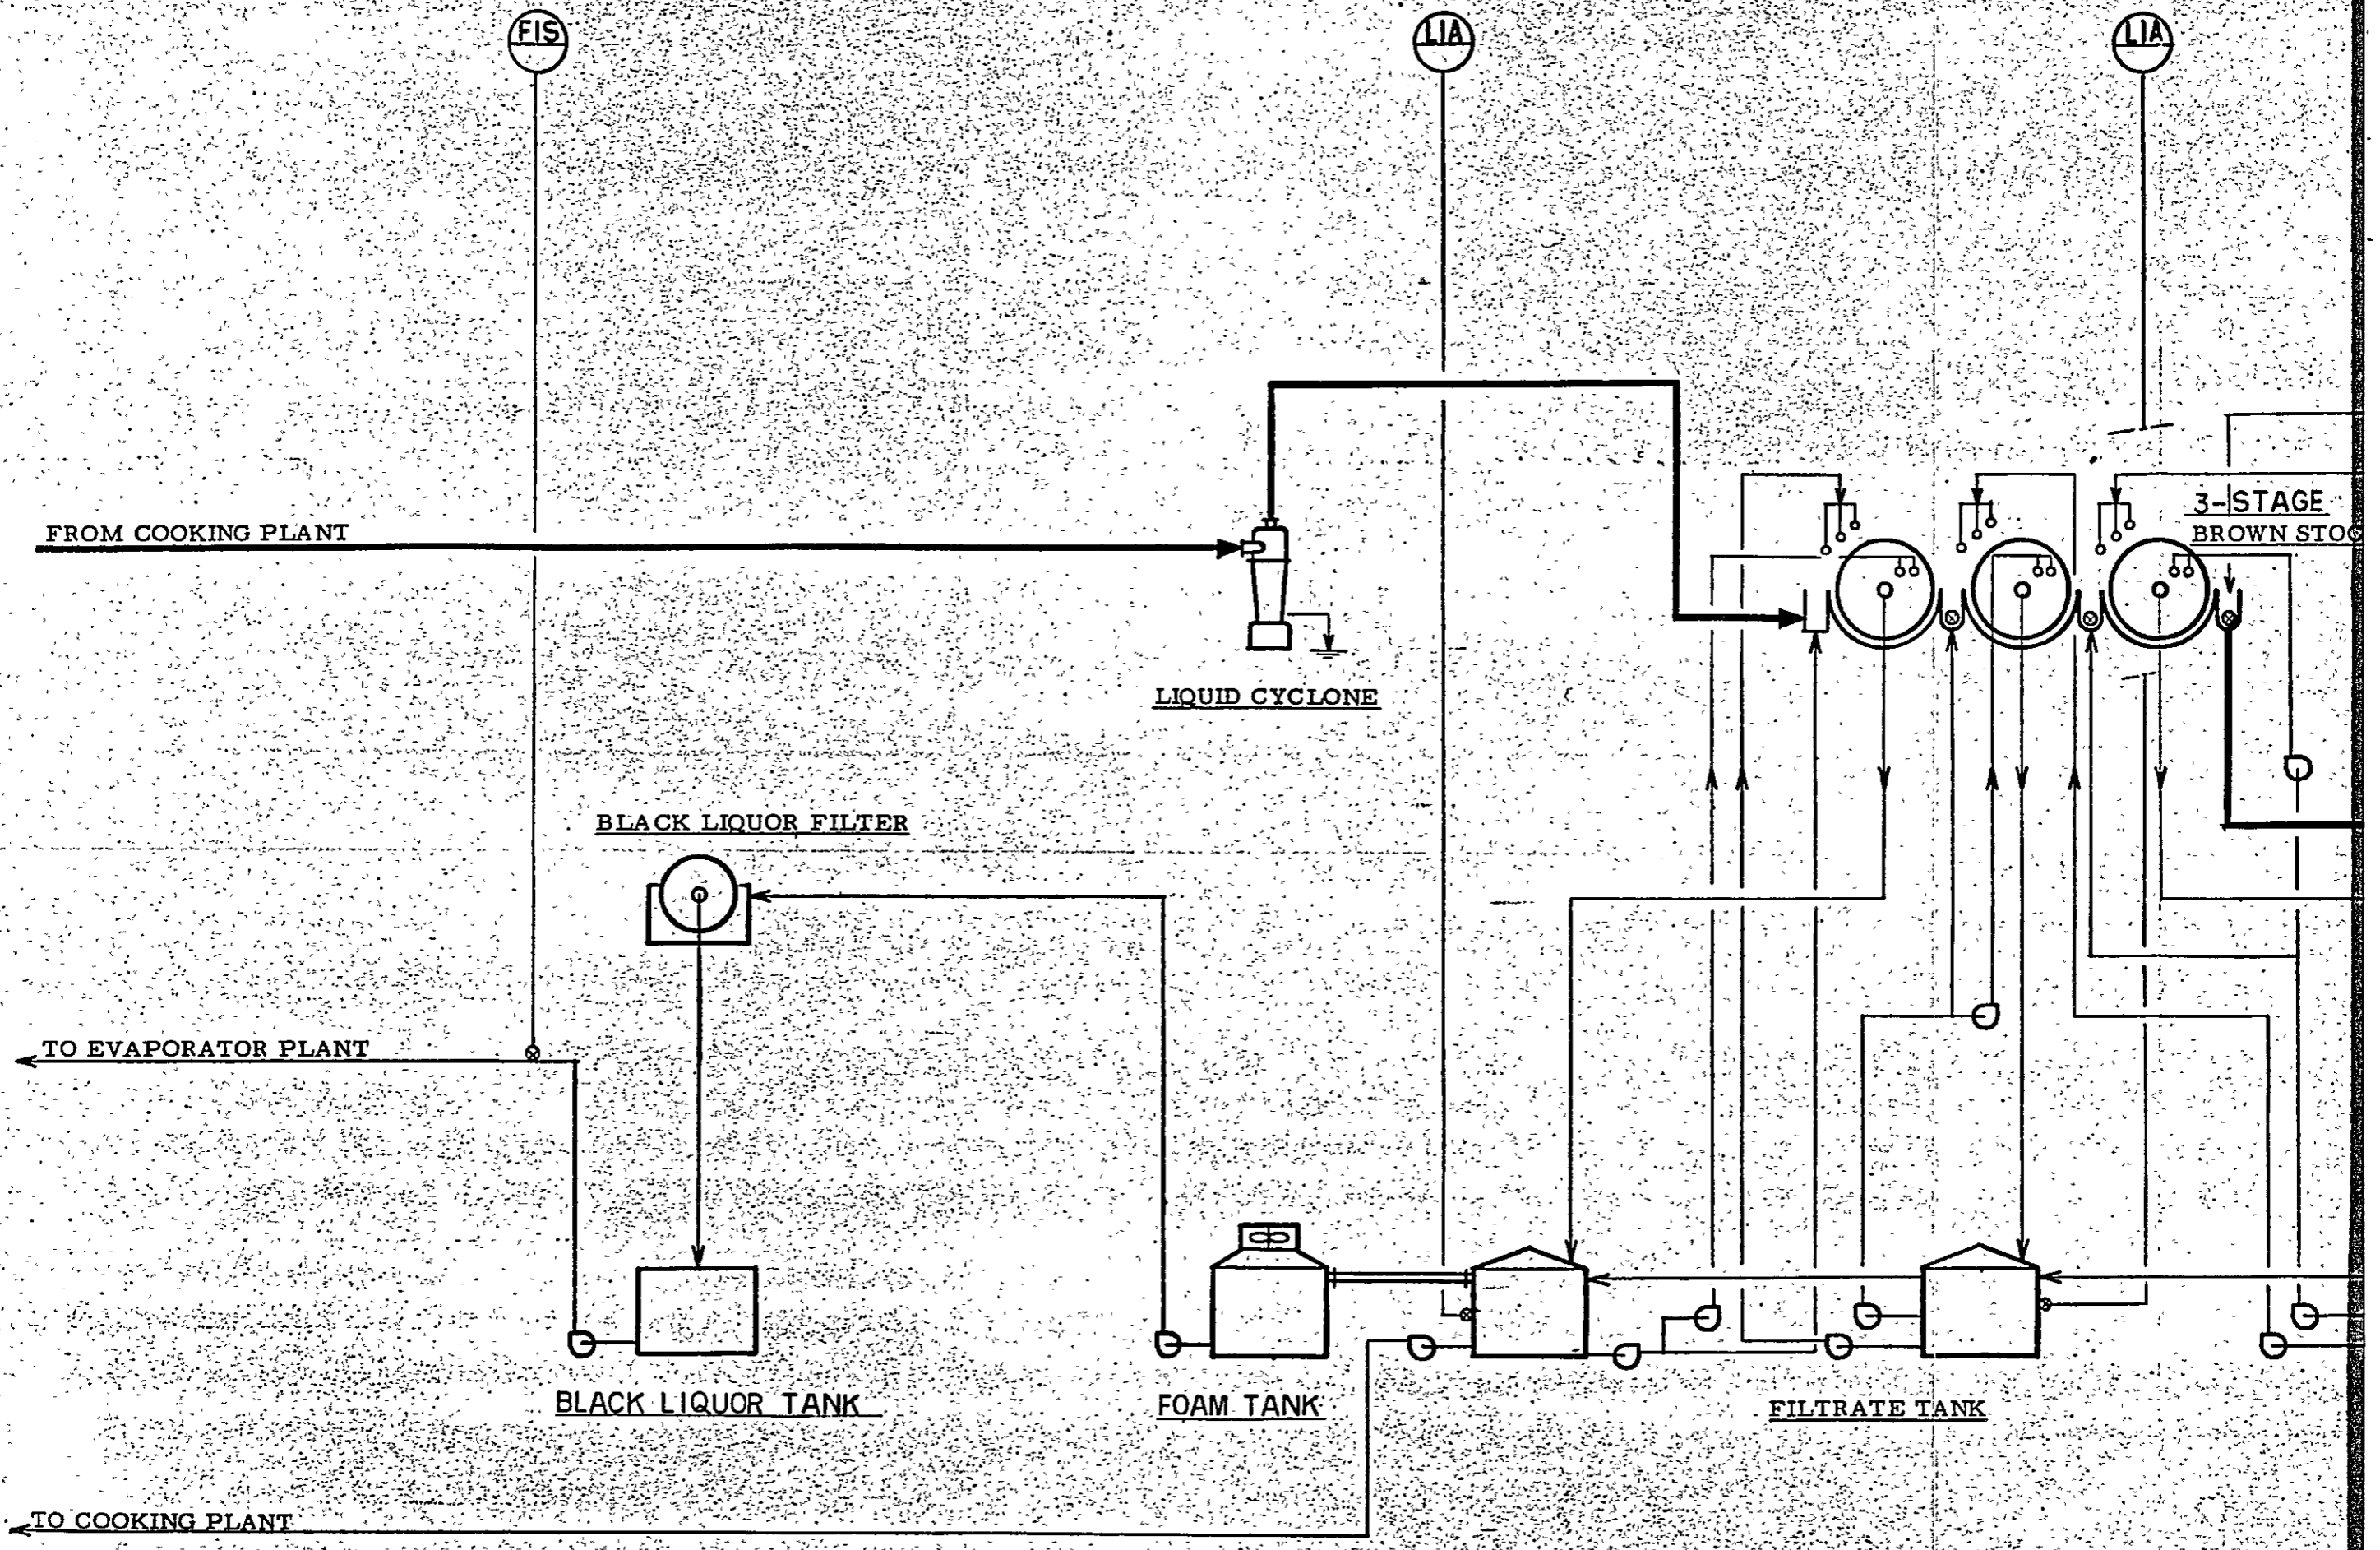 FIS
LIA
LIA
3-STAGE
FROM COOKING PLANT
BROWN
LIQUID CYCLONE
BLACK LIQUOR FILTER
TO EVAPORATOR PLANT
BLACK LIQUOR TANK
FOAM TANK
FILTRATE TANK
TO COOKING PLANT